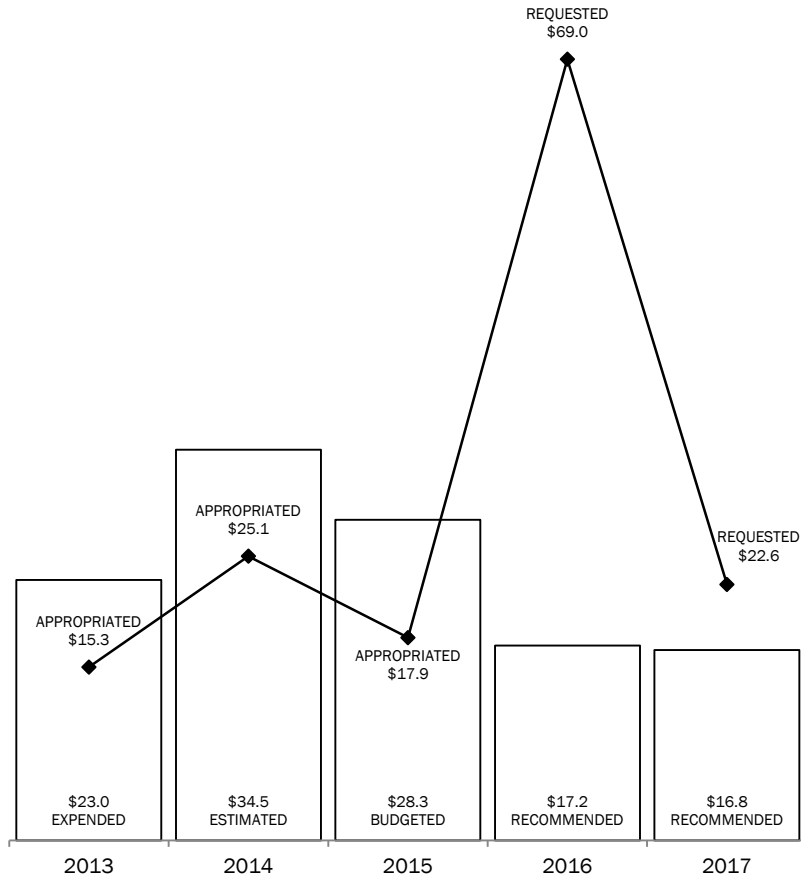 REQUESTED
$69.0
APPROPRIATED
$25.1
REQUESTED
$22.6
APPROPRIATED
$15.3
APPROPRIATED
$17.9
$23.0
EXPENDED
$34.5
ESTIMATED
$28.3
BUDGETED
$17.2
RECOMMENDED
$16.8
RECOMMENDED
2013
2014
2015
2016
2017